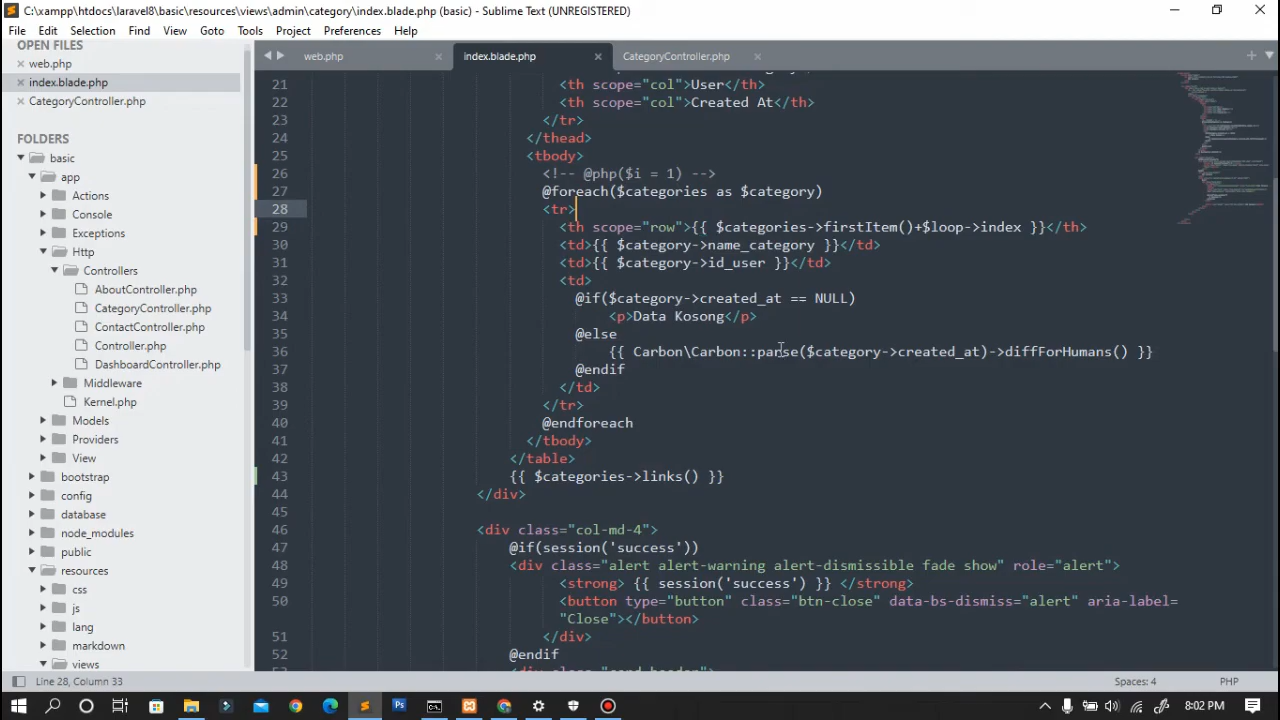 C:\xampp\htdocs\laravel8\basic\resources\views\admin\category\index.blade.php (basic) - Sublime Text (UNREGISTERED)
File Edit Selection Find View Goto Tools Project Preferences Help
OPEN FILES
web.php
index.blade.php
CategoryController.php
FOLDERS
basic
app
Actions
Console
Exceptions
Http
Controllers
AboutController.php
CategoryController.php
ContactController.php
Controller.php
DashboardController.php
Middleware
Kernel.php
Models
Providers
View
bootstrap
config
database
node_modules
public
resources
css
js
lang
markdown
views
web.php index.blade.php CategoryController.php
21 <th scope="col">User</th>
22 <th scope="col">Created At</th>
23 </tr>
24 </thead>
25 <tbody>
26 <!-- @php($i = 1) -->
27 @foreach($categories as $category)
28 <tr>
29 <th scope="row">{{ $categories->firstItem()+$loop->index }}</th>
30 <td>{{ $category->name_category }}</td>
31 <td>{{ $category->id_user }}</td>
32 <td>
33 @if($category->created_at == NULL)
34 <p>Data Kosong</p>
35 @else
36 {{ Carbon\Carbon::parse($category->created_at)->diffForHumans() }}
37 @endif
38 </td>
39 </tr>
40 @endforeach
41 </tbody>
42 </table>
43 {{ $categories->links() }}
44 </div>
45
46 <div class="col-md-4">
47 @if(session('success'))
48 <div class="alert alert-warning alert-dismissible fade show" role="alert">
49 <strong> {{ session('success') }} </strong>
50 <button type="button" class="btn-close" data-bs-dismiss="alert" aria-label=
"Close"></button>
51 </div>
52 @endif
Line 28, Column 33 Spaces: 4 PHP
8:02 PM